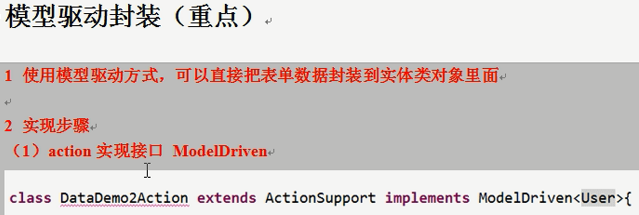 模型驱动封装（重点）
1 使用模型驱动方式，可以直接把表单数据封装到实体类对象里面
2 实现步骤
（1）action 实现接口 ModelDriven
class DataDemo2Action extends ActionSupport implements ModelDriven<User>{